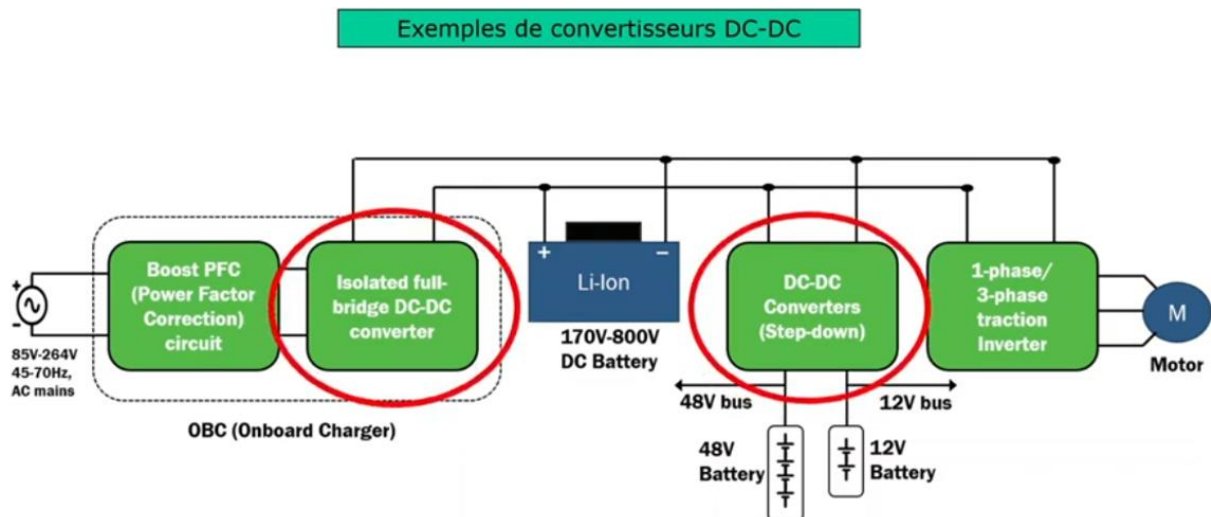 Exemples de convertisseurs DC-DC
+
−
85V-264V
45-70Hz,
AC mains
Boost PFC
(Power Factor
Correction)
circuit
Isolated full-
bridge DC-DC
converter
OBC (Onboard Charger)
+ −
Li-Ion
170V-800V
DC Battery
DC-DC
Converters
(Step-down)
48V bus
12V bus
48V
Battery
12V
Battery
1-phase/
3-phase
traction
Inverter
M
Motor